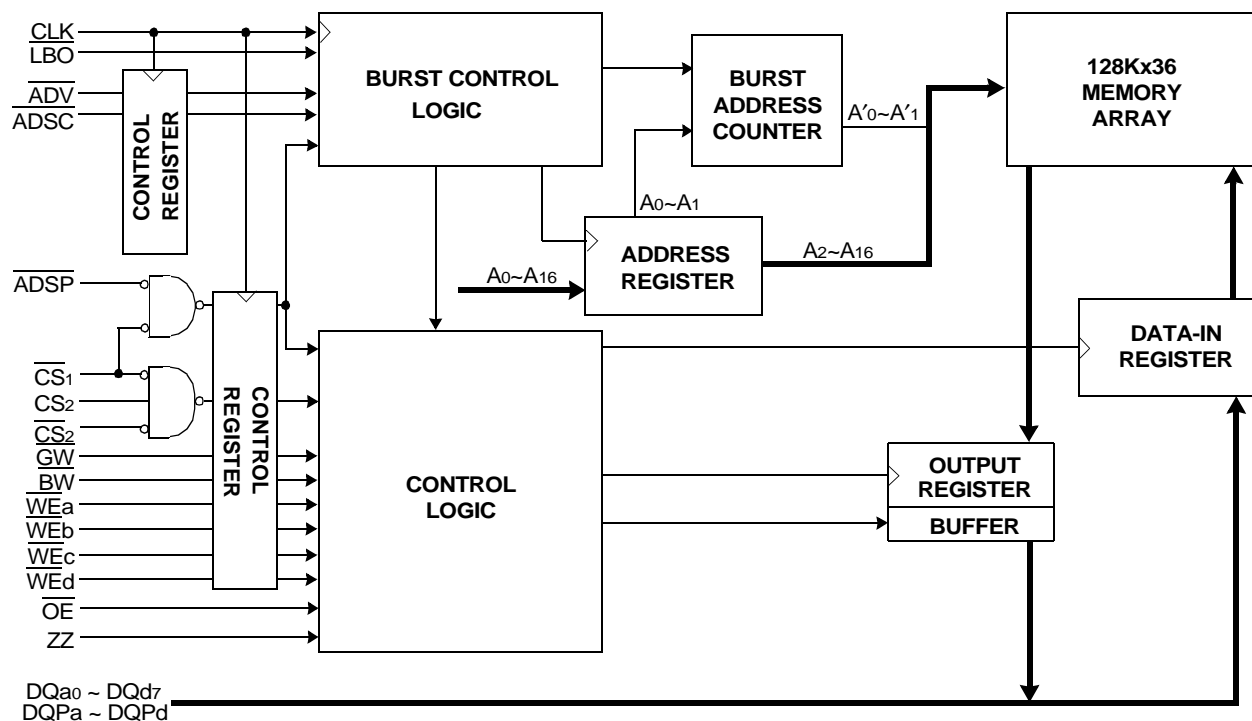 CLK
LBO
ADV
ADSC
CONTROL
REGISTER
BURST CONTROL
LOGIC
BURST
ADDRESS
COUNTER
A′0~A′1
128Kx36
MEMORY
ARRAY
A0~A1
ADDRESS
REGISTER
A2~A16
A0~A16
ADSP
CS1
CS2
CS2
GW
BW
WEa
WEb
WEc
WEd
OE
ZZ
CONTROL
REGISTER
CONTROL
LOGIC
DATA-IN
REGISTER
OUTPUT
REGISTER
BUFFER
DQa0 ~ DQd7
DQPa ~ DQPd